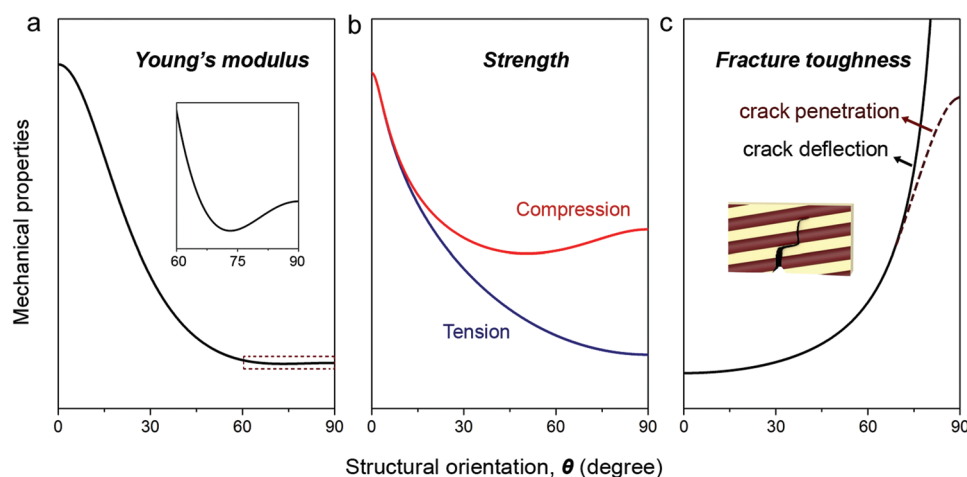 a
Young's modulus
60 75 90
0 30 60 90
b
Strength
Compression
Tension
0 30 60 90
c
Fracture toughness
crack penetration
crack deflection
0 30 60 90
Mechanical properties
Structural orientation, θ (degree)